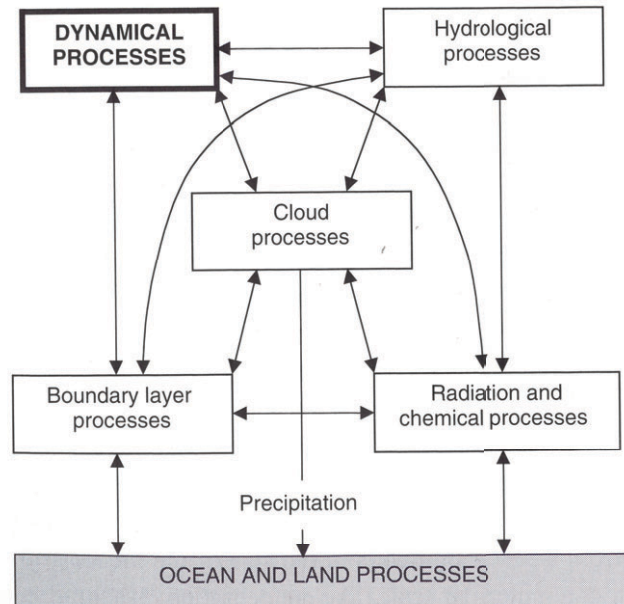 DYNAMICAL
PROCESSES
Hydrological
processes
Cloud
processes
Boundary layer
processes
Radiation and
chemical processes
Precipitation
OCEAN AND LAND PROCESSES